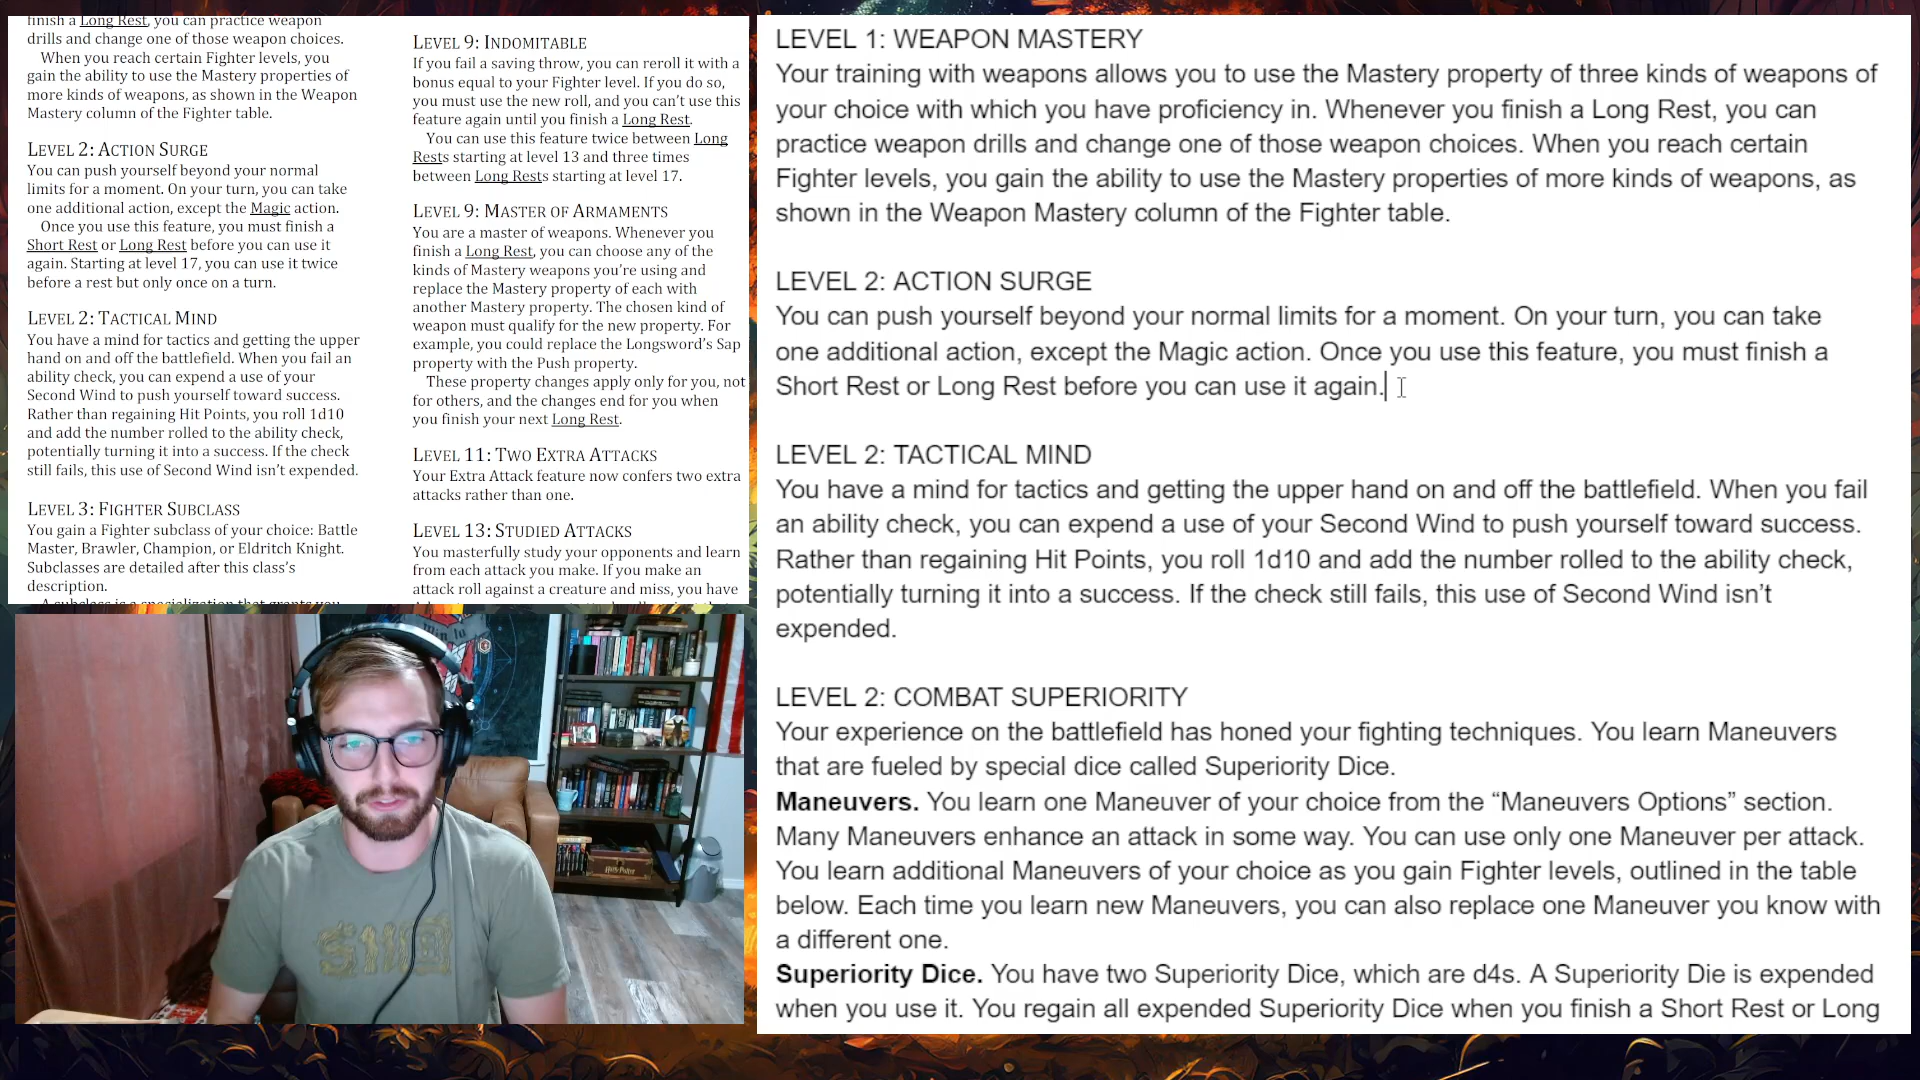 finish a Long Rest, you can practice weapon
drills and change one of those weapon choices.
When you reach certain Fighter levels, you
gain the ability to use the Mastery properties of
more kinds of weapons, as shown in the Weapon
Mastery column of the Fighter table.
LEVEL 2: ACTION SURGE
You can push yourself beyond your normal
limits for a moment. On your turn, you can take
one additional action, except the Magic action.
Once you use this feature, you must finish a
Short Rest or Long Rest before you can use it
again. Starting at level 17, you can use it twice
before a rest but only once on a turn.
LEVEL 2: TACTICAL MIND
You have a mind for tactics and getting the upper
hand on and off the battlefield. When you fail an
ability check, you can expend a use of your
Second Wind to push yourself toward success.
Rather than regaining Hit Points, you roll 1d10
and add the number rolled to the ability check,
potentially turning it into a success. If the check
still fails, this use of Second Wind isn't expended.
LEVEL 3: FIGHTER SUBCLASS
You gain a Fighter subclass of your choice: Battle
Master, Brawler, Champion, or Eldritch Knight.
Subclasses are detailed after this class's
description.
A subclass is a specialization that grants you
LEVEL 9: INDOMITABLE
If you fail a saving throw, you can reroll it with a
bonus equal to your Fighter level. If you do so,
you must use the new roll, and you can't use this
feature again until you finish a Long Rest.
You can use this feature twice between Long
Rests starting at level 13 and three times
between Long Rests starting at level 17.
LEVEL 9: MASTER OF ARMAMENTS
You are a master of weapons. Whenever you
finish a Long Rest, you can choose any of the
kinds of Mastery weapons you're using and
replace the Mastery property of each with
another Mastery property. The chosen kind of
weapon must qualify for the new property. For
example, you could replace the Longsword's Sap
property with the Push property.
These property changes apply only for you, not
for others, and the changes end for you when
you finish your next Long Rest.
LEVEL 11: TWO EXTRA ATTACKS
Your Extra Attack feature now confers two extra
attacks rather than one.
LEVEL 13: STUDIED ATTACKS
You masterfully study your opponents and learn
from each attack you make. If you make an
attack roll against a creature and miss, you have
LEVEL 1: WEAPON MASTERY
Your training with weapons allows you to use the Mastery property of three kinds of weapons of
your choice with which you have proficiency in. Whenever you finish a Long Rest, you can
practice weapon drills and change one of those weapon choices. When you reach certain
Fighter levels, you gain the ability to use the Mastery properties of more kinds of weapons, as
shown in the Weapon Mastery column of the Fighter table.
LEVEL 2: ACTION SURGE
You can push yourself beyond your normal limits for a moment. On your turn, you can take
one additional action, except the Magic action. Once you use this feature, you must finish a
Short Rest or Long Rest before you can use it again.
LEVEL 2: TACTICAL MIND
You have a mind for tactics and getting the upper hand on and off the battlefield. When you fail
an ability check, you can expend a use of your Second Wind to push yourself toward success.
Rather than regaining Hit Points, you roll 1d10 and add the number rolled to the ability check,
potentially turning it into a success. If the check still fails, this use of Second Wind isn't
expended.
LEVEL 2: COMBAT SUPERIORITY
Your experience on the battlefield has honed your fighting techniques. You learn Maneuvers
that are fueled by special dice called Superiority Dice.
Maneuvers. You learn one Maneuver of your choice from the “Maneuvers Options” section.
Many Maneuvers enhance an attack in some way. You can use only one Maneuver per attack.
You learn additional Maneuvers of your choice as you gain Fighter levels, outlined in the table
below. Each time you learn new Maneuvers, you can also replace one Maneuver you know with
a different one.
Superiority Dice. You have two Superiority Dice, which are d4s. A Superiority Die is expended
when you use it. You regain all expended Superiority Dice when you finish a Short Rest or Long
Harry Potter